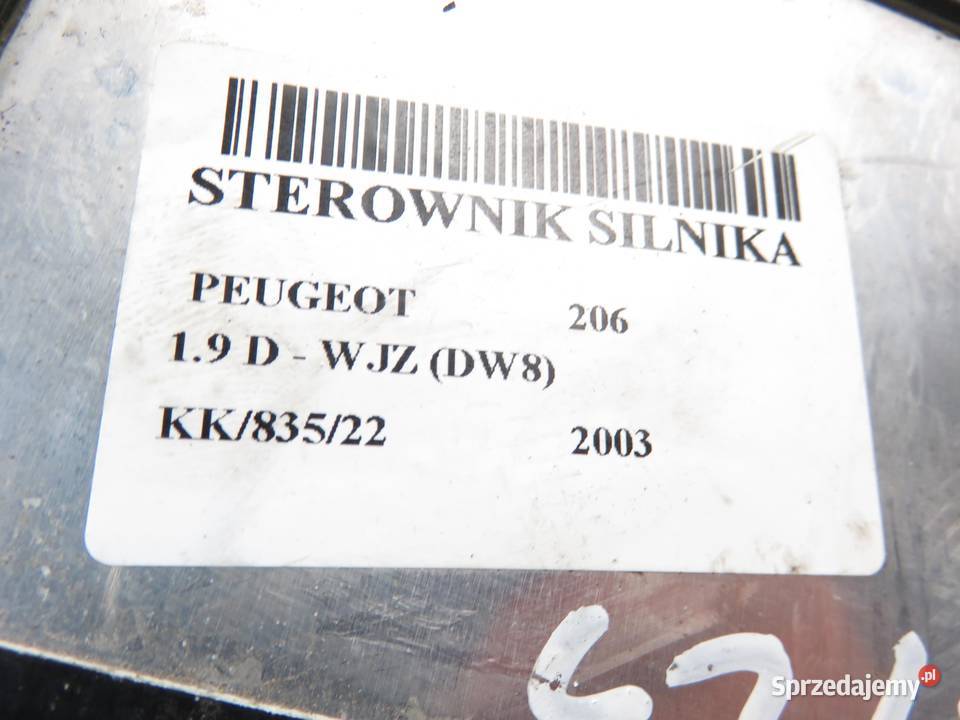 STEROWNIK SILNIKA
PEUGEOT 206
1.9 D - WJZ (DW8)
KK/835/22 2003
Sprzedajemy.pl